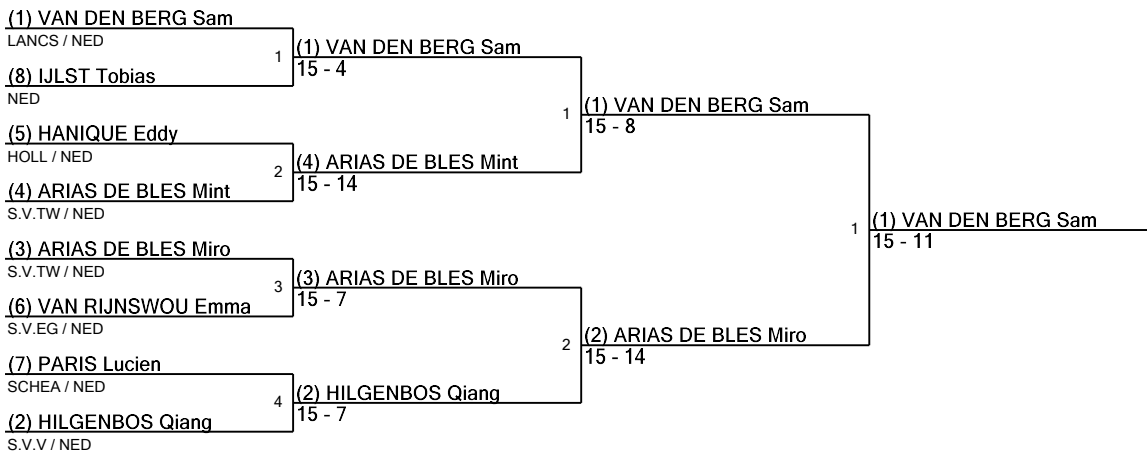 (1) VAN DEN BERG Sam
LANCS / NED
(8) IJLST Tobias
NED
(5) HANIQUE Eddy
HOLL / NED
(4) ARIAS DE BLES Mint
S.V.TW / NED
(3) ARIAS DE BLES Miro
S.V.TW / NED
(6) VAN RIJNSWOU Emma
S.V.EG / NED
(7) PARIS Lucien
SCHEA / NED
(2) HILGENBOS Qiang
S.V.V / NED
1
(1) VAN DEN BERG Sam
15 - 4
2
(4) ARIAS DE BLES Mint
15 - 14
3
(3) ARIAS DE BLES Miro
15 - 7
4
(2) HILGENBOS Qiang
15 - 7
1
(1) VAN DEN BERG Sam
15 - 8
2
(2) ARIAS DE BLES Miro
15 - 14
1
(1) VAN DEN BERG Sam
15 - 11